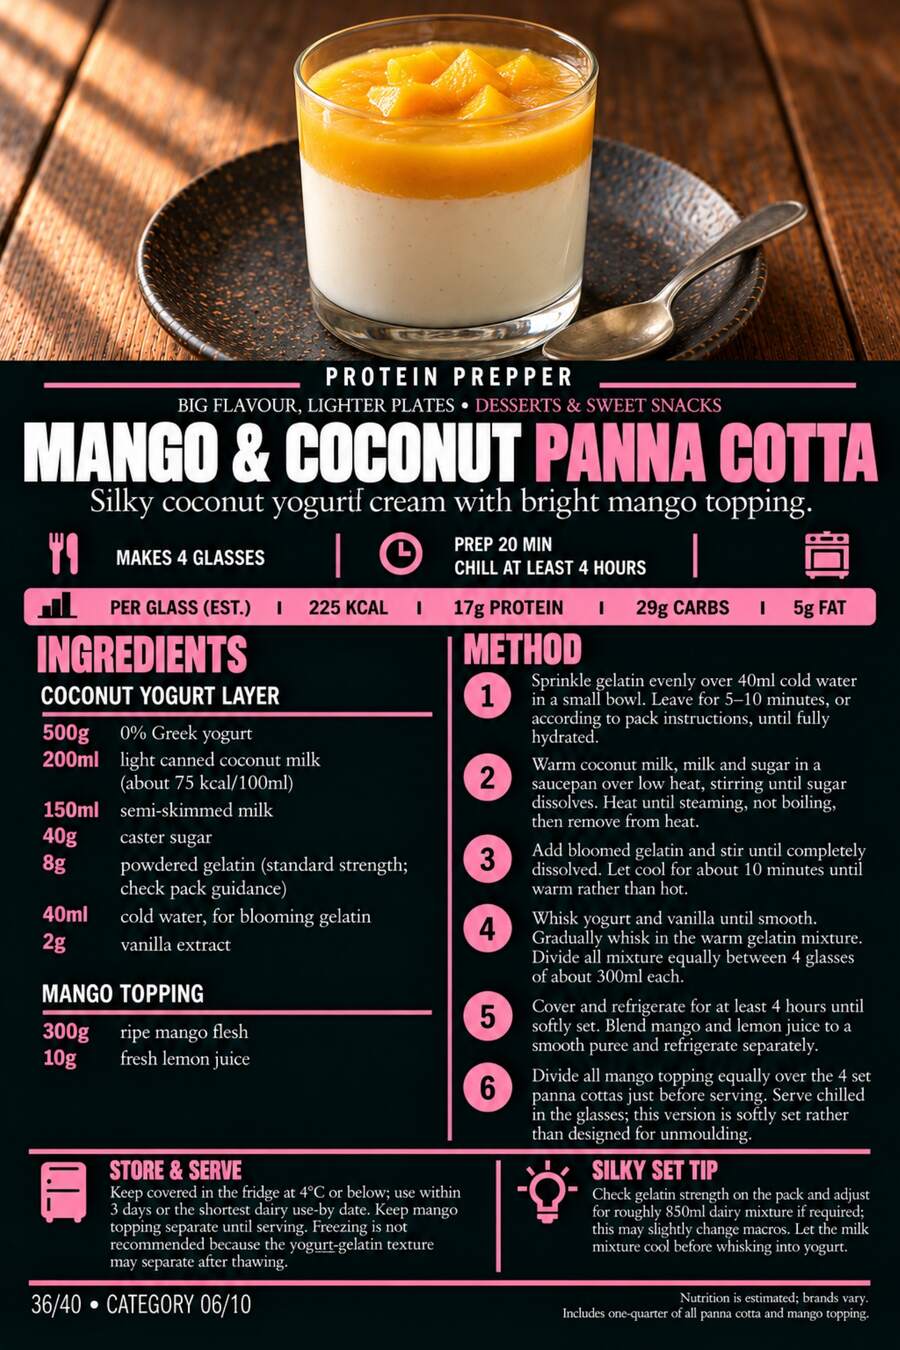 PROTEIN PREPPER
BIG FLAVOUR, LIGHTER PLATES • DESSERTS & SWEET SNACKS
MANGO & COCONUT PANNA COTTA
Silky coconut yogurif cream with bright mango topping.
MAKES 4 GLASSES
PREP 20 MIN
CHILL AT LEAST 4 HOURS
PER GLASS (EST.) I 225 KCAL I 17g PROTEIN I 29g CARBS I 5g FAT
INGREDIENTS
COCONUT YOGURT LAYER
500g 0% Greek yogurt
200ml light canned coconut milk
(about 75 kcal/100ml)
150ml semi-skimmed milk
40g caster sugar
8g powdered gelatin (standard strength;
check pack guidance)
40ml cold water, for blooming gelatin
2g vanilla extract
MANGO TOPPING
300g ripe mango flesh
10g fresh lemon juice
METHOD
1 Sprinkle gelatin evenly over 40ml cold water
in a small bowl. Leave for 5–10 minutes, or
according to pack instructions, until fully
hydrated.
2 Warm coconut milk, milk and sugar in a
saucepan over low heat, stirring until sugar
dissolves. Heat until steaming, not boiling,
then remove from heat.
3 Add bloomed gelatin and stir until completely
dissolved. Let cool for about 10 minutes until
warm rather than hot.
4 Whisk yogurt and vanilla until smooth.
Gradually whisk in the warm gelatin mixture.
Divide all mixture equally between 4 glasses
of about 300ml each.
5 Cover and refrigerate for at least 4 hours until
softly set. Blend mango and lemon juice to a
smooth puree and refrigerate separately.
6 Divide all mango topping equally over the 4 set
panna cottas just before serving. Serve chilled
in the glasses; this version is softly set rather
than designed for unmoulding.
STORE & SERVE
Keep covered in the fridge at 4°C or below; use within
3 days or the shortest dairy use-by date. Keep mango
topping separate until serving. Freezing is not
recommended because the yogurt-gelatin texture
may separate after thawing.
SILKY SET TIP
Check gelatin strength on the pack and adjust
for roughly 850ml dairy mixture if required;
this may slightly change macros. Let the milk
mixture cool before whisking into yogurt.
36/40 • CATEGORY 06/10
Nutrition is estimated; brands vary.
Includes one-quarter of all panna cotta and mango topping.